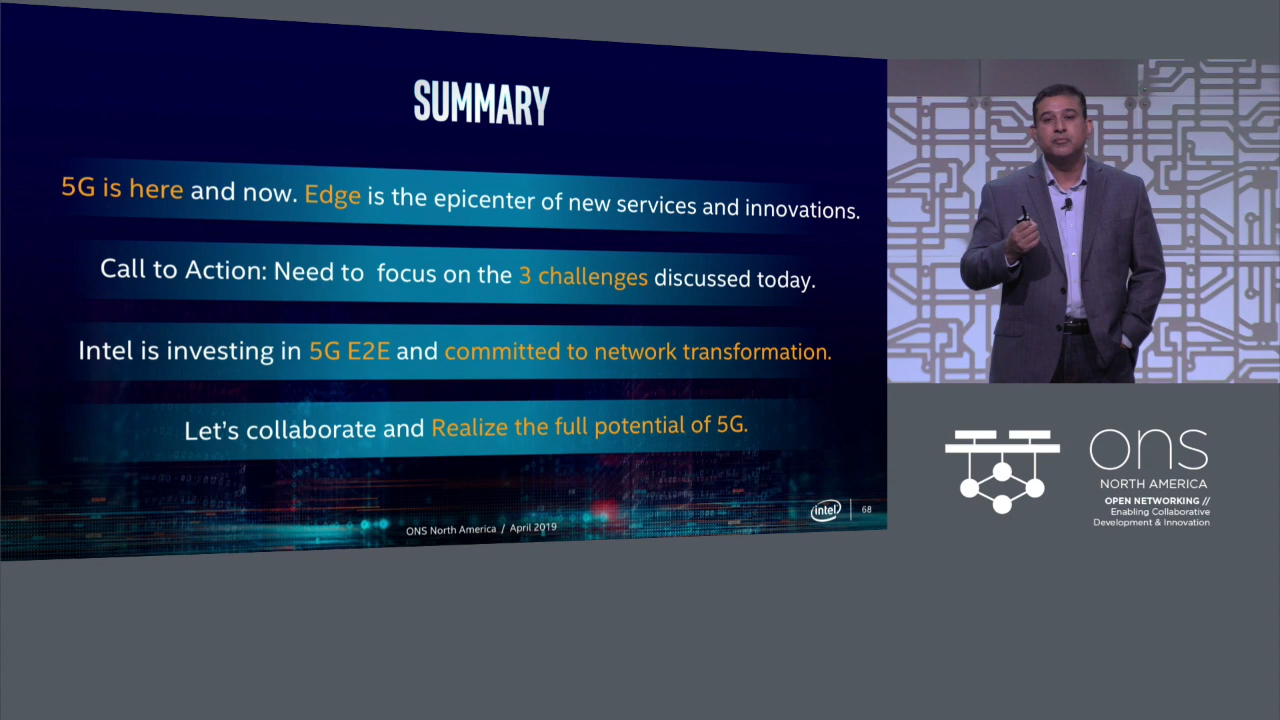 SUMMARY
5G is here and now. Edge is the epicenter of new services and innovations.
Call to Action: Need to focus on the 3 challenges discussed today.
Intel is investing in 5G E2E and committed to network transformation.
Let's collaborate and Realize the full potential of 5G.
ONS North America / April 2019
intel
68
ons
NORTH AMERICA
OPEN NETWORKING //
Enabling Collaborative
Development & Innovation